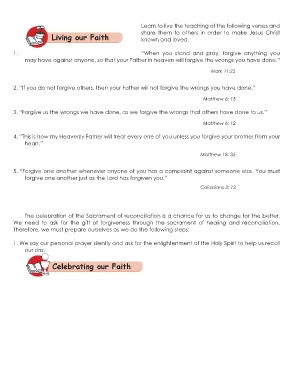 Learn to live the teaching of the following verses and
share them to others in order to make Jesus Christ
known and loved.
Living our Faith
1. "When you stand and pray, forgive anything you
may have against anyone, so that your Father in heaven will forgive the wrongs you have done."
Mark 11:25
2. "If you do not forgive others, then your Father will not forgive the wrongs you have done."
Matthew 6: 15
3. "Forgive us the wrongs we have done, as we forgive the wrongs that others have done to us."
Matthew 6: 12
4. "This is how my Heavenly Father will treat every one of you unless you forgive your brother from your
heart."
Matthew 18: 35
5. "Forgive one another whenever anyone of you has a complaint against someone else. You must
forgive one another just as the Lord has forgiven you."
Colossians 3: 13
The celebration of the Sacrament of reconciliation is a chance for us to change for the better.
We need to ask for the gift of forgiveness through the sacrament of healing and reconciliation.
Therefore, we must prepare ourselves as we do the following steps:
1. We say our personal prayer silently and ask for the enlightenment of the Holy Spirit to help us recall
our sins.
Celebrating our Faith